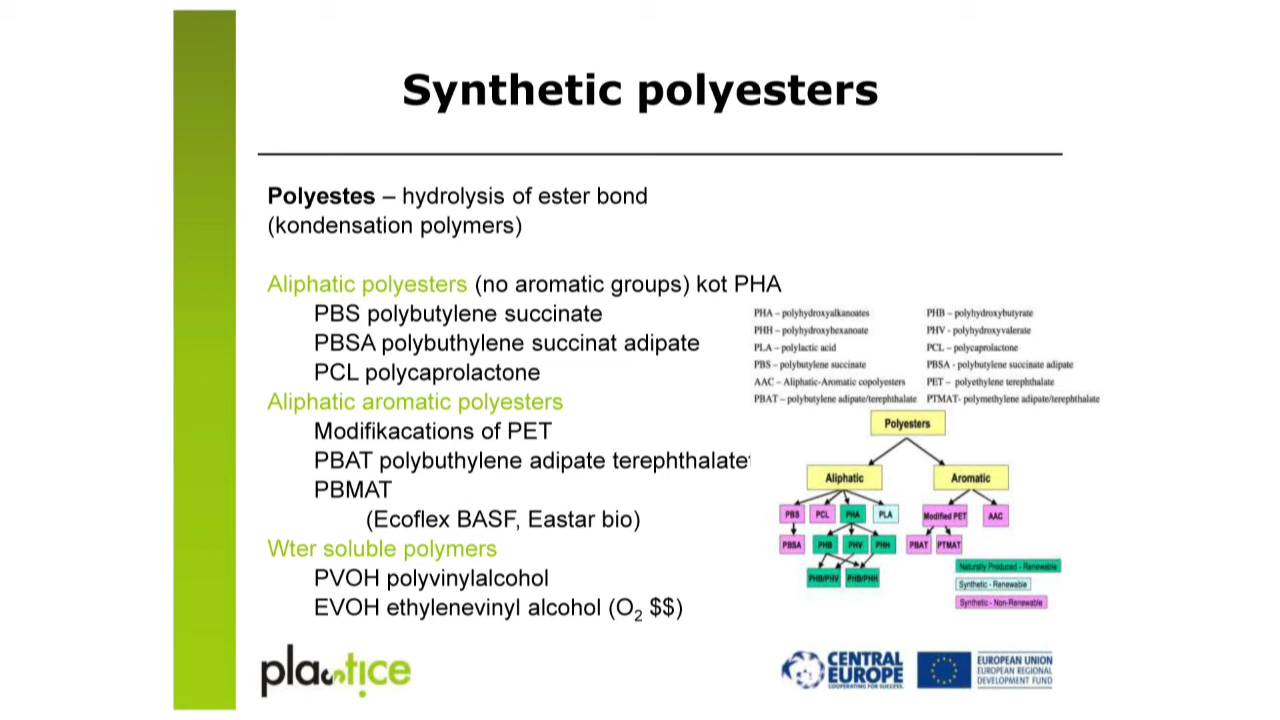 Synthetic polyesters
Polyestes – hydrolysis of ester bond
(kondensation polymers)
Aliphatic polyesters (no aromatic groups) kot PHA
PBS polybutylene succinate
PBSA polybuthylene succinat adipate
PCL polycaprolactone
Aliphatic aromatic polyesters
Modifikacations of PET
PBAT polybuthylene adipate terephthalate
PBMAT
(Ecoflex BASF, Eastar bio)
Wter soluble polymers
PVOH polyvinylalcohol
EVOH ethylenevinyl alcohol (O2 $$)
PHA – polyhydroxyalkanoates PHB – polyhydroxybutyrate
PHH – polyhydroxyhexanoate PHV - polyhydroxyvalerate
PLA – polylactic acid PCL – polycaprolactone
PBS – polybutylene succinate PBSA - polybutylene succinate adipate
AAC – Aliphatic-Aromatic copolyesters PET – polyethylene terephthalate
PBAT – polybutylene adipate/terephthalate PTMAT- polymethylene adipate/terephthalate
Polyesters
Aliphatic Aromatic
PBS PCL PHA PLA Modified PET AAC
PBSA PHB PHV PHH PBAT PTMAT
PHB/PHV PHB/PHH
Naturally Produced - Renewable
Synthetic - Renewable
Synthetic - Non-Renewable
plastice
CENTRAL
EUROPE
COOPERATING FOR SUCCESS.
EUROPEAN UNION
EUROPEAN REGIONAL
DEVELOPMENT FUND